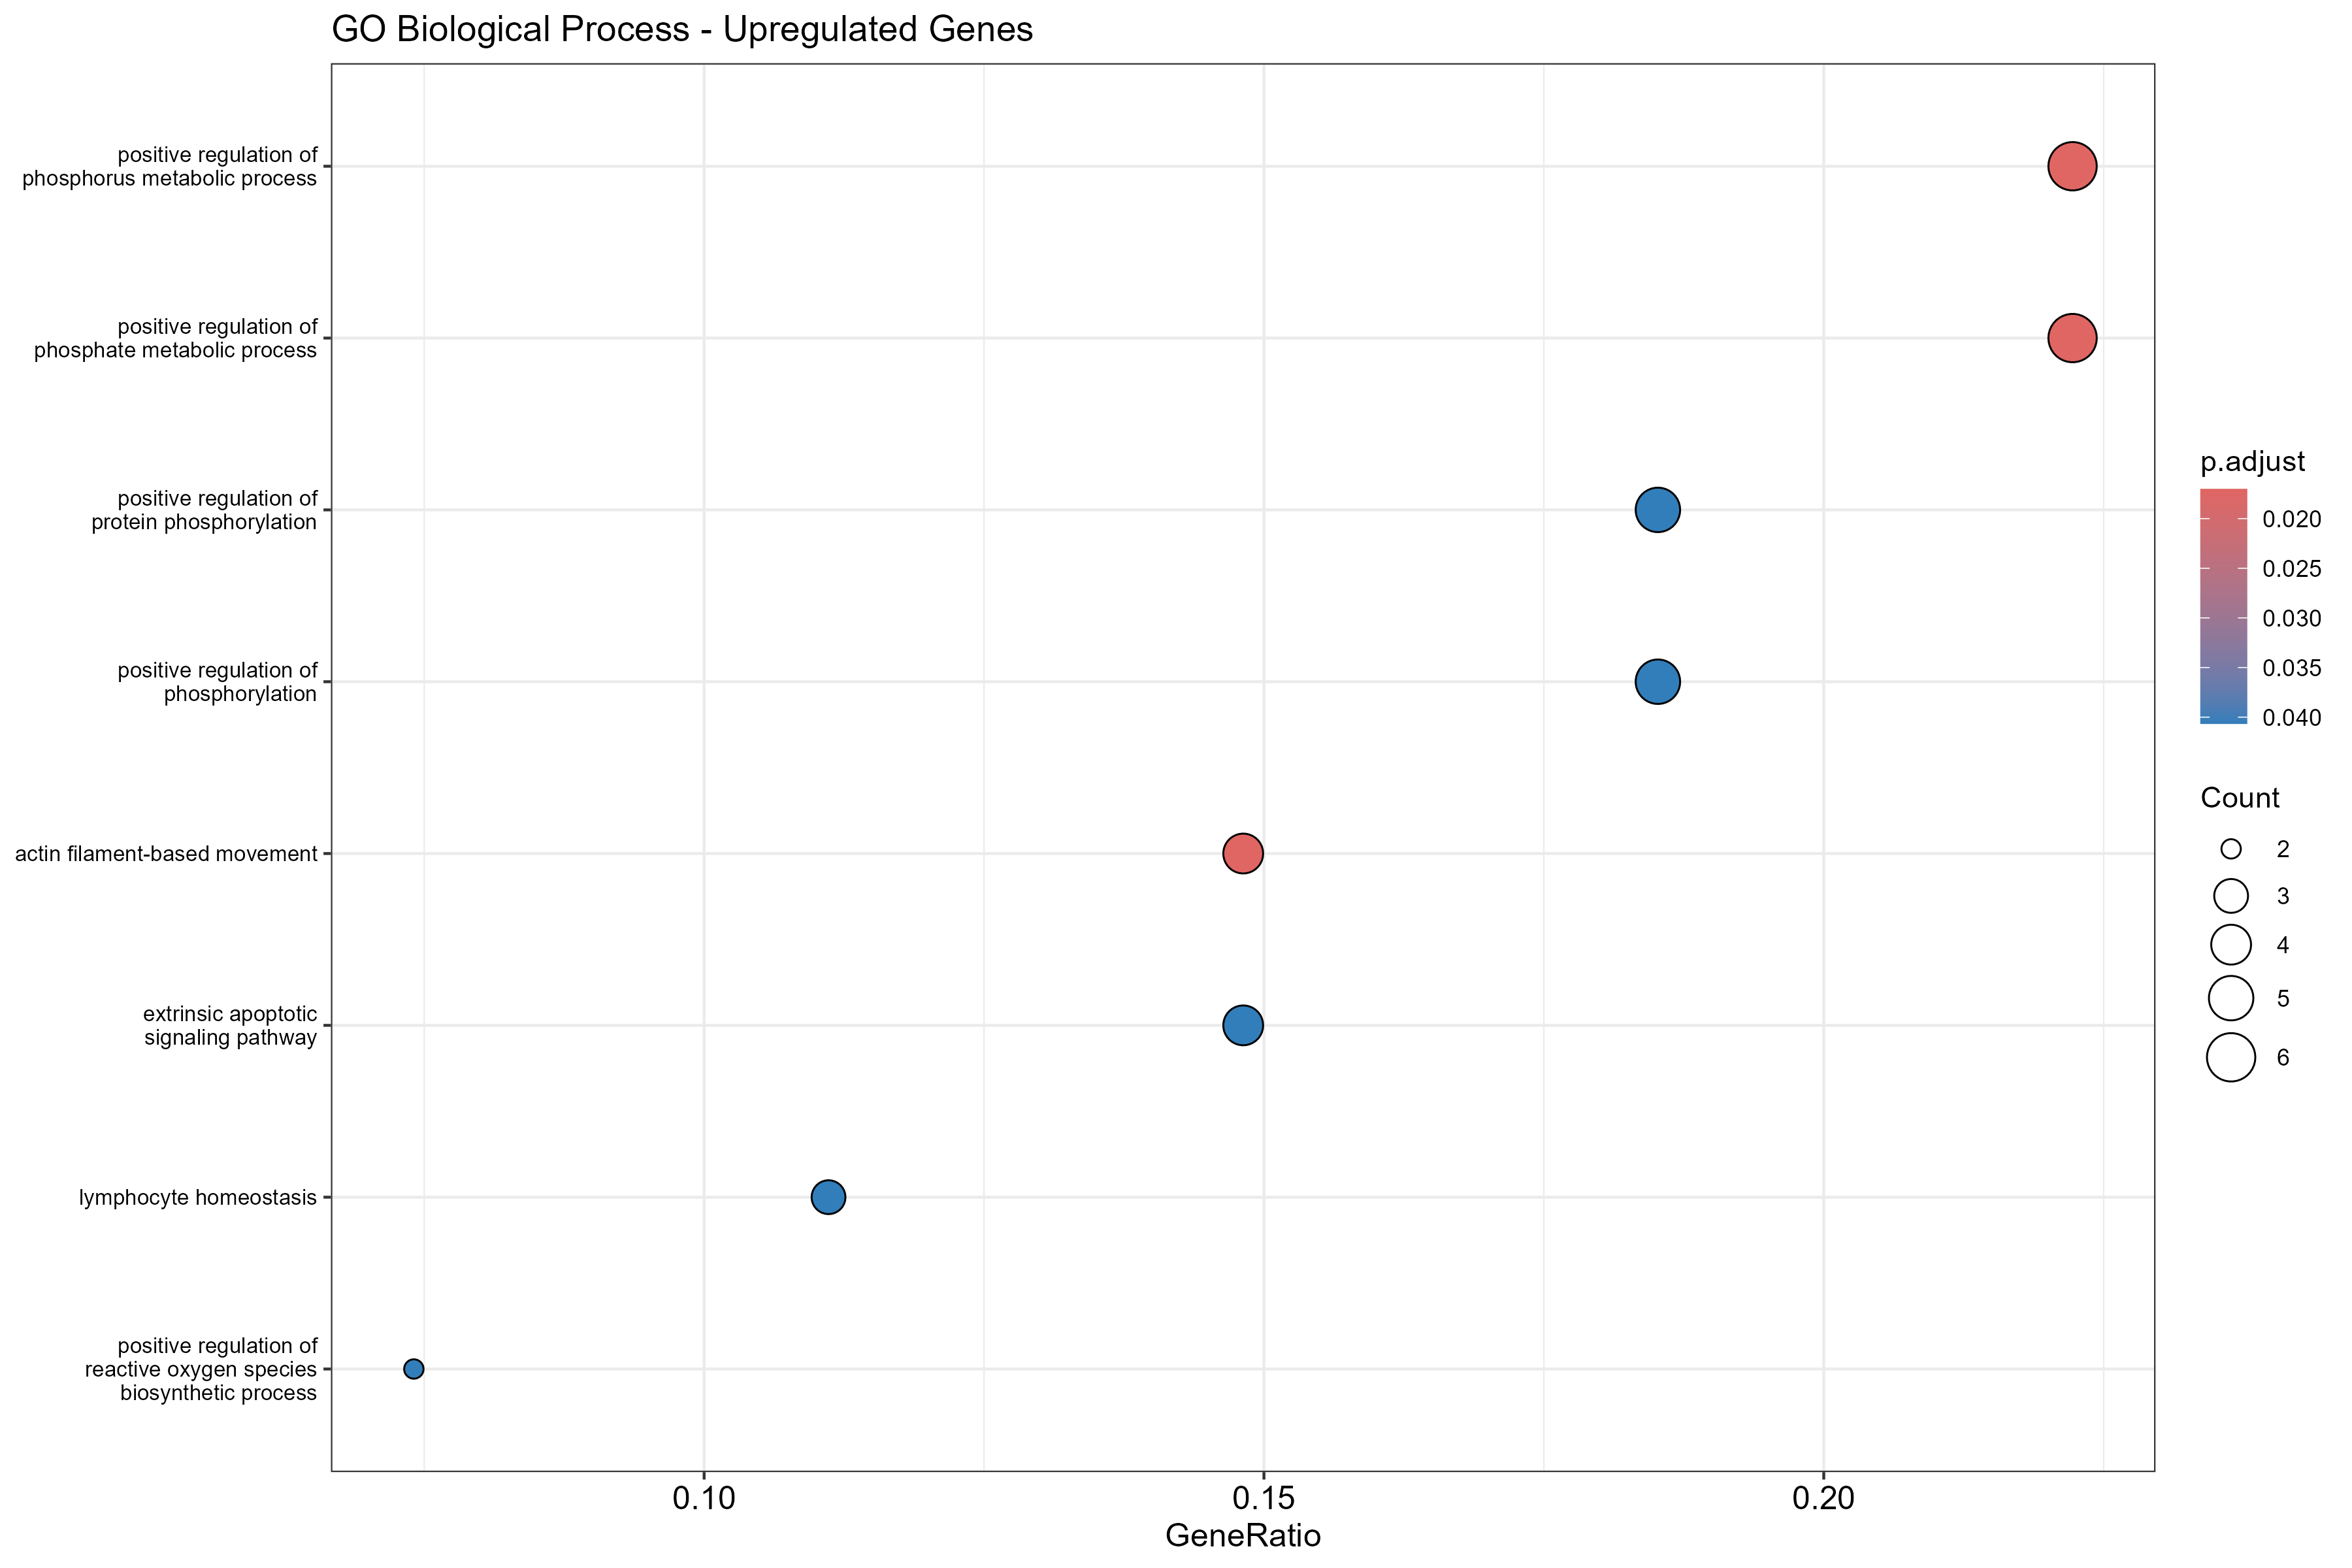 GO Biological Process - Upregulated Genes
positive regulation of
phosphorus metabolic process
positive regulation of
phosphate metabolic process
positive regulation of
protein phosphorylation
positive regulation of
phosphorylation
actin filament-based movement
extrinsic apoptotic
signaling pathway
lymphocyte homeostasis
positive regulation of
reactive oxygen species
biosynthetic process
0.10
0.15
0.20
GeneRatio
p.adjust
0.020
0.025
0.030
0.035
0.040
Count
2
3
4
5
6